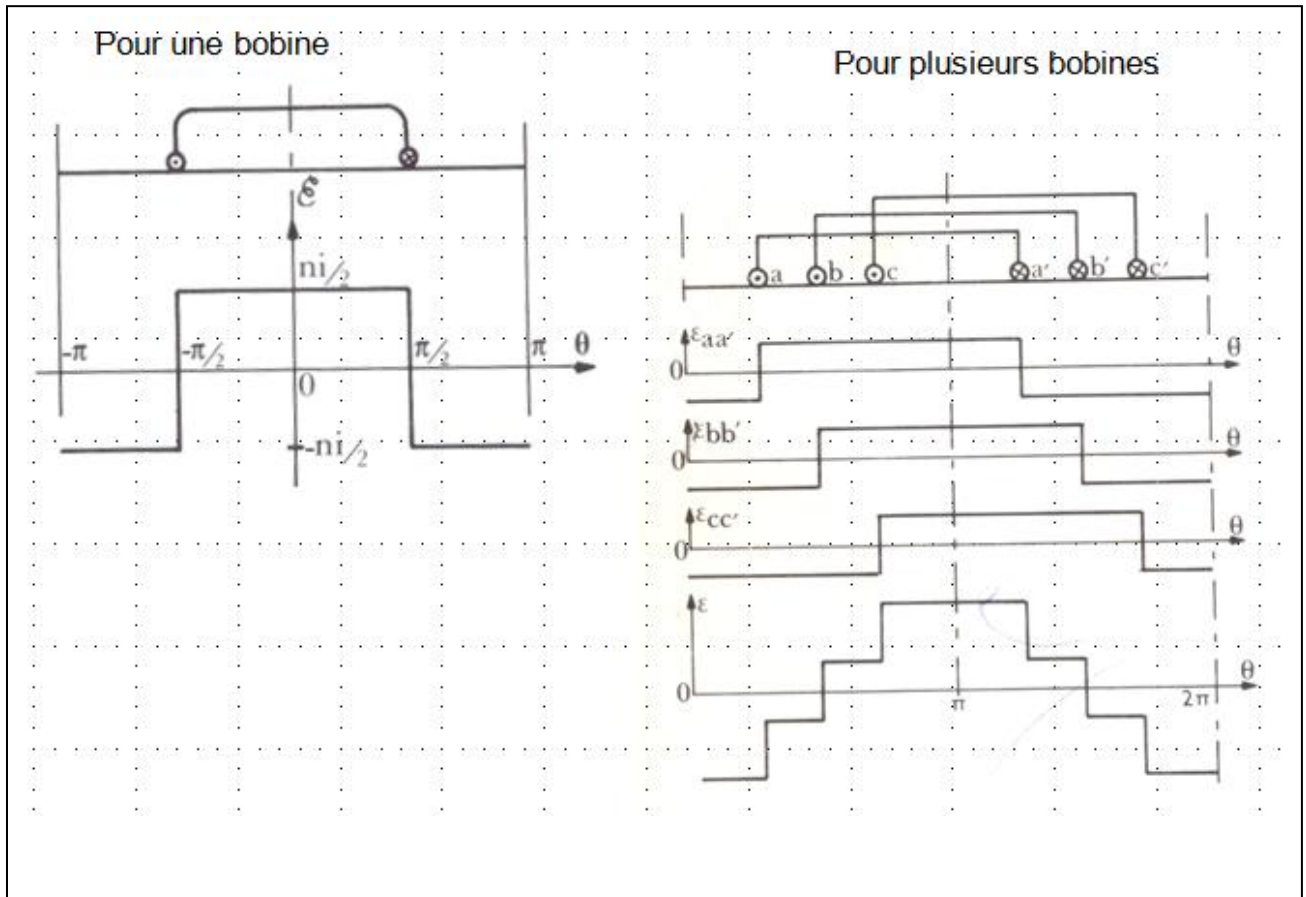 Pour une bobine
ℰ
ni/2
-π
-π/2
π/2
π
θ
0
-ni/2
Pour plusieurs bobines
a
b
c
a′
b′
c′
εaa′
θ
0
εbb′
θ
0
εcc′
θ
0
ε
θ
0
π
2π